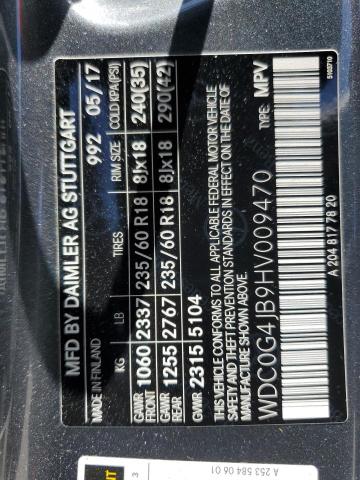 MFD BY DAIMLER AG STUTTGART
MADE IN FINLAND 992 05/17
KG LB TIRES RIM SIZE COLD KPA(PSI)
GAWR FRONT 1060 2337 235/60 R18 8Jx18 240(35)
GAWR REAR 1255 2767 235/60 R18 8Jx18 290(42)
GVWR 2315 5104
THIS VEHICLE CONFORMS TO ALL APPLICABLE FEDERAL MOTOR VEHICLE
SAFETY AND THEFT PREVENTION STANDARDS IN EFFECT ON THE DATE OF
MANUFACTURE SHOWN ABOVE.
WDC0G4JB9HV009470 TYPE: MPV
A 204 817 78 20
5103710
A 253 584 06 01